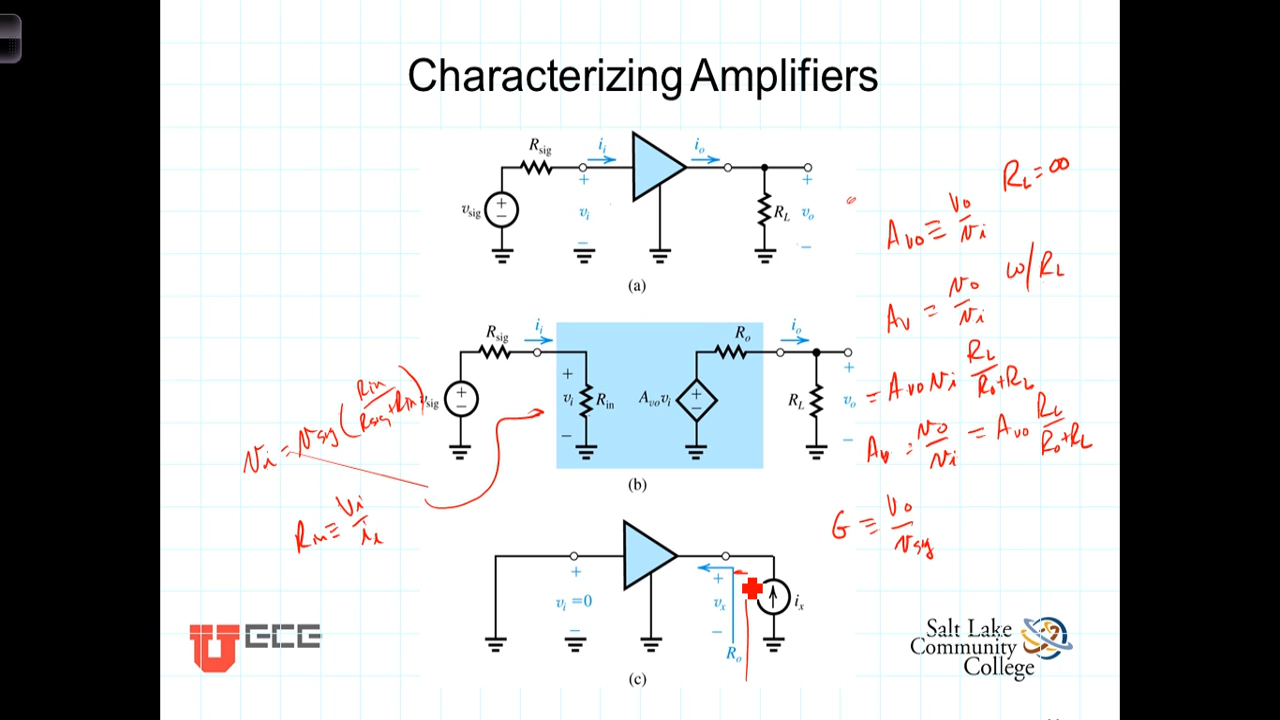 Characterizing Amplifiers
R_sig
i_i
i_o
+
+
v_sig
+
−
v_i
R_L
v_o
−
−
(a)
R_L = ∞
A_vo ≡ v_o/v_i
w/ R_L
A_v = v_o/v_i
R_sig
i_i
R_o
i_o
v_sig
+
−
+
v_i
−
R_in
A_vo v_i
+
−
R_L
+
v_o
−
(b)
= A_vo v_i R_L/(R_o+R_L)
A_v = v_o/v_i = A_vo R_L/(R_o+R_L)
v_i = v_sig (R_in/(R_sig+R_in))
R_in ≡ v_i/i_i
G ≡ v_o/v_sig
+
v_i = 0
−
+
v_x
−
R_o
i_x
(c)
U ECE
Salt Lake
Community
College